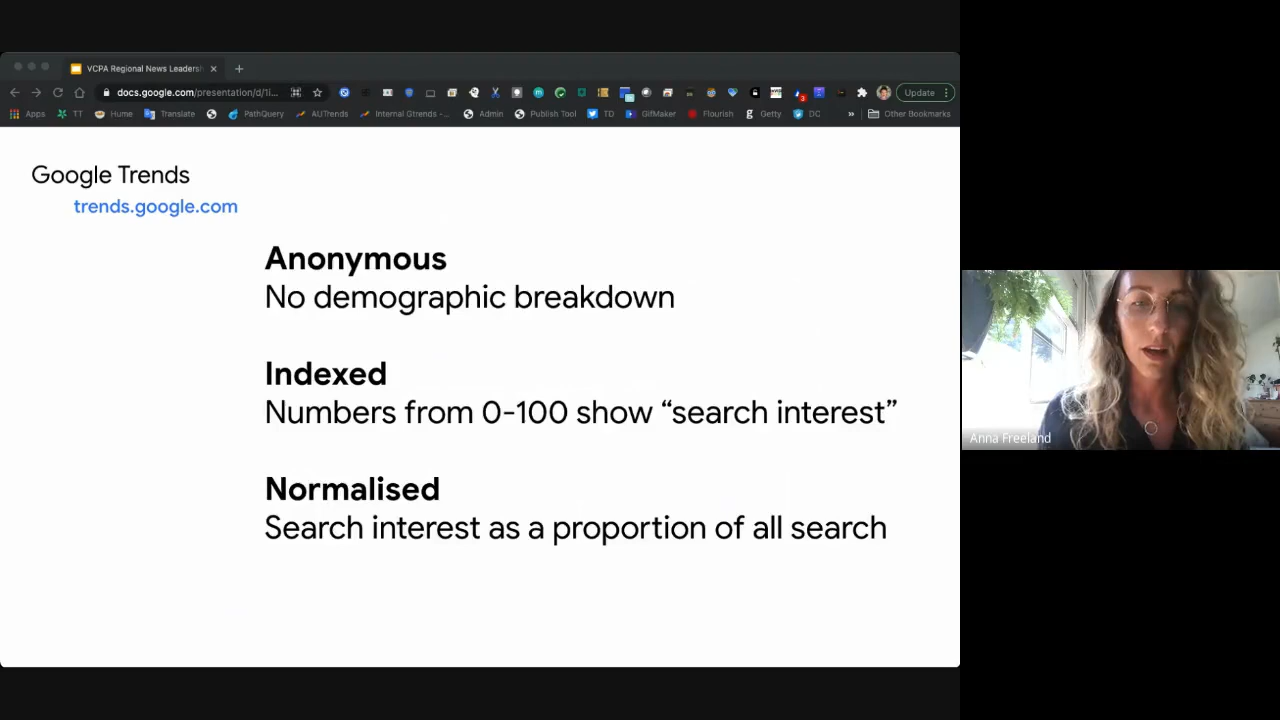 VCPA Regional News Leadersh
docs.google.com/presentation/d/1i...
Update
Apps
TT
Home
Translate
PathQuery
AUTrends
Internal Gtrends - ...
Admin
Publish Tool
TD
GifMaker
Flourish
Getty
DC
»
Other Bookmarks
Google Trends
trends.google.com
Anonymous
No demographic breakdown
Indexed
Numbers from 0-100 show “search interest”
Normalised
Search interest as a proportion of all search
Anna Freeland